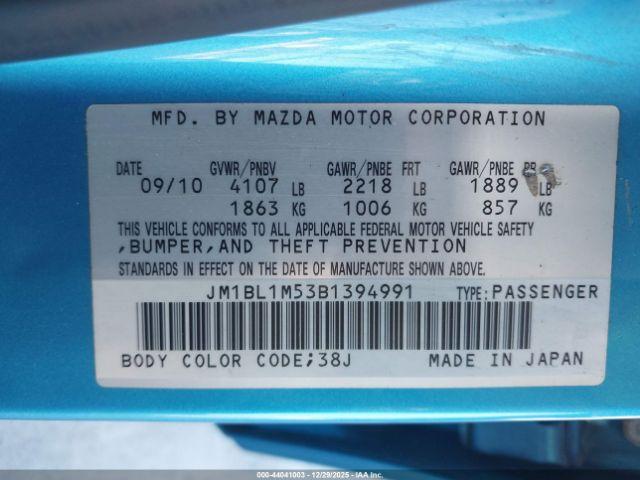 MFD. BY MAZDA MOTOR CORPORATION
DATE GVWR/PNBV GAWR/PNBE FRT GAWR/PNBE RR
09/10 4107 LB 2218 LB 1889 LB
1863 KG 1006 KG 857 KG
THIS VEHICLE CONFORMS TO ALL APPLICABLE FEDERAL MOTOR VEHICLE SAFETY
,BUMPER,AND THEFT PREVENTION
STANDARDS IN EFFECT ON THE DATE OF MANUFACTURE SHOWN ABOVE.
JM1BL1M53B1394991 TYPE:PASSENGER
BODY COLOR CODE;38J MADE IN JAPAN
000-44041003 | 12/29/2025 - COPYRIGHT IAA, LLC